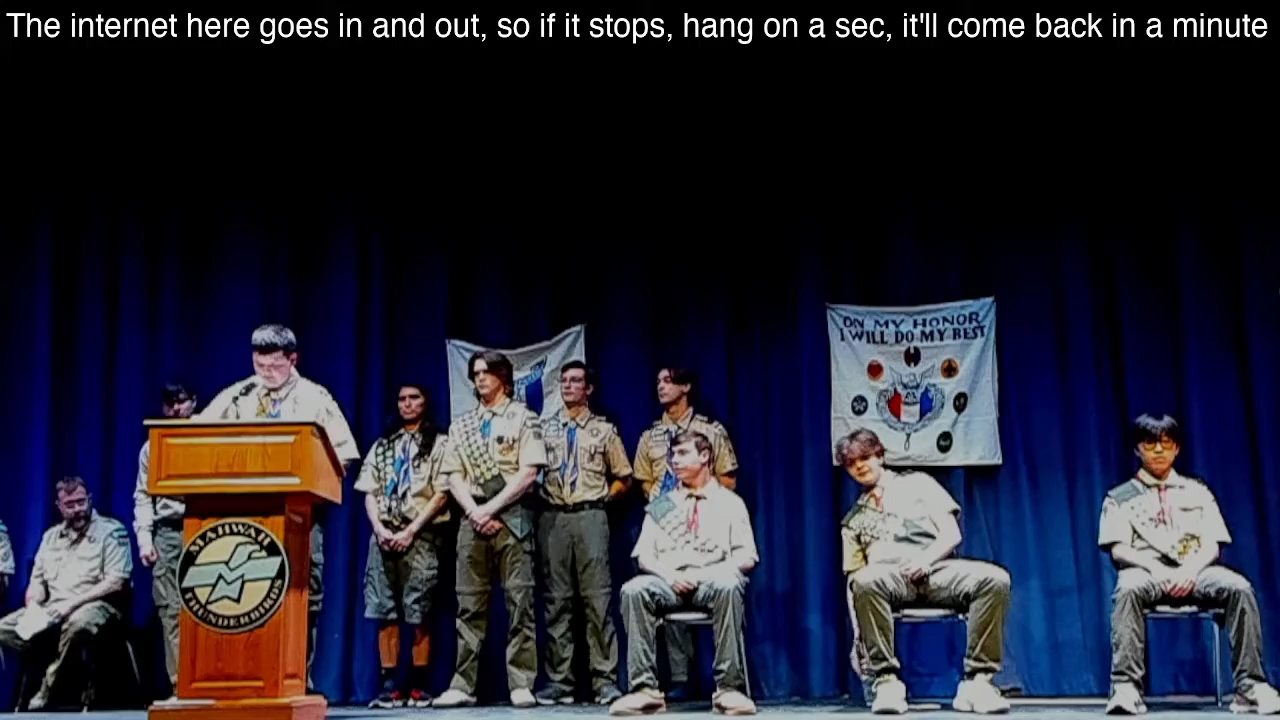 The internet here goes in and out, so if it stops, hang on a sec, it'll come back in a minute
ON MY HONOR
I WILL DO MY BEST
MAHWAH
M
THUNDERBIRDS